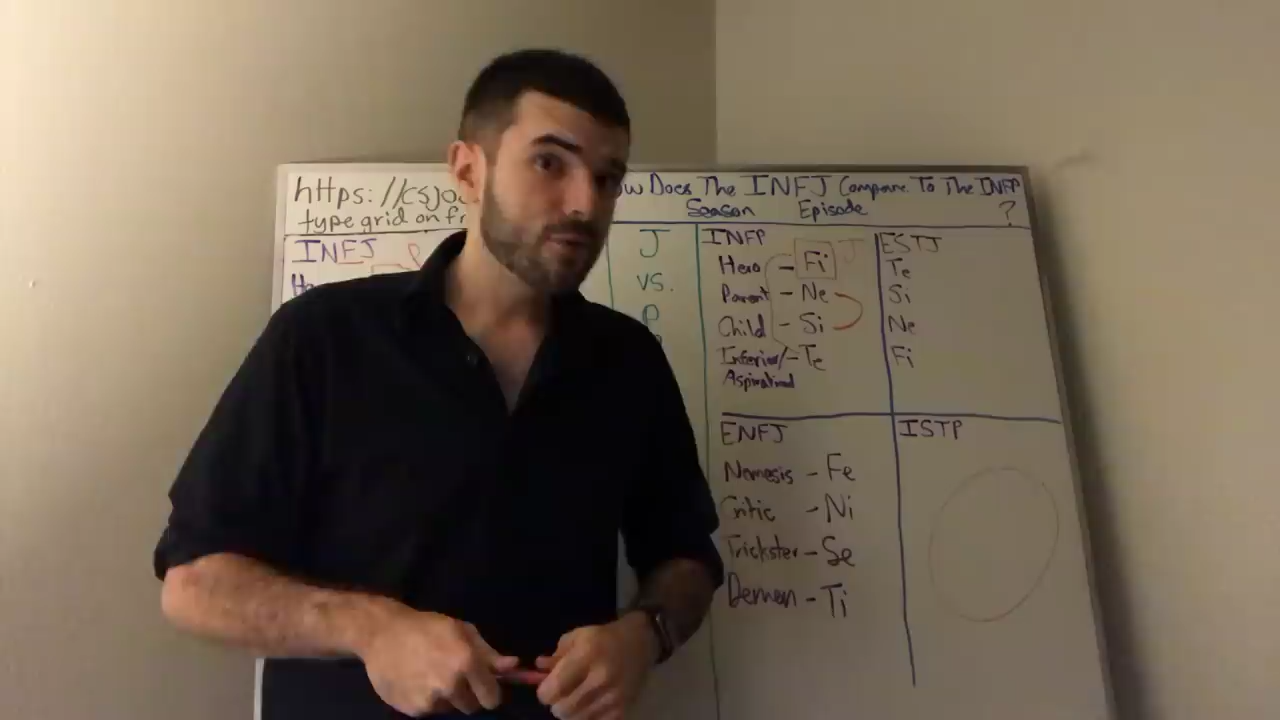 https://csjo
type grid on fr
ow Does The INFJ Compare To The INFP
Season Episode ?
INFJ P
He
J
vs.
P
INFP
Hero - Fi J
Parent - Ne
Child - Si
Inferior/ - Te
Aspirational
ESTJ
Te
Si
Ne
Fi
ENFJ
Nemesis - Fe
Critic - Ni
Trickster - Se
Demon - Ti
ISTP